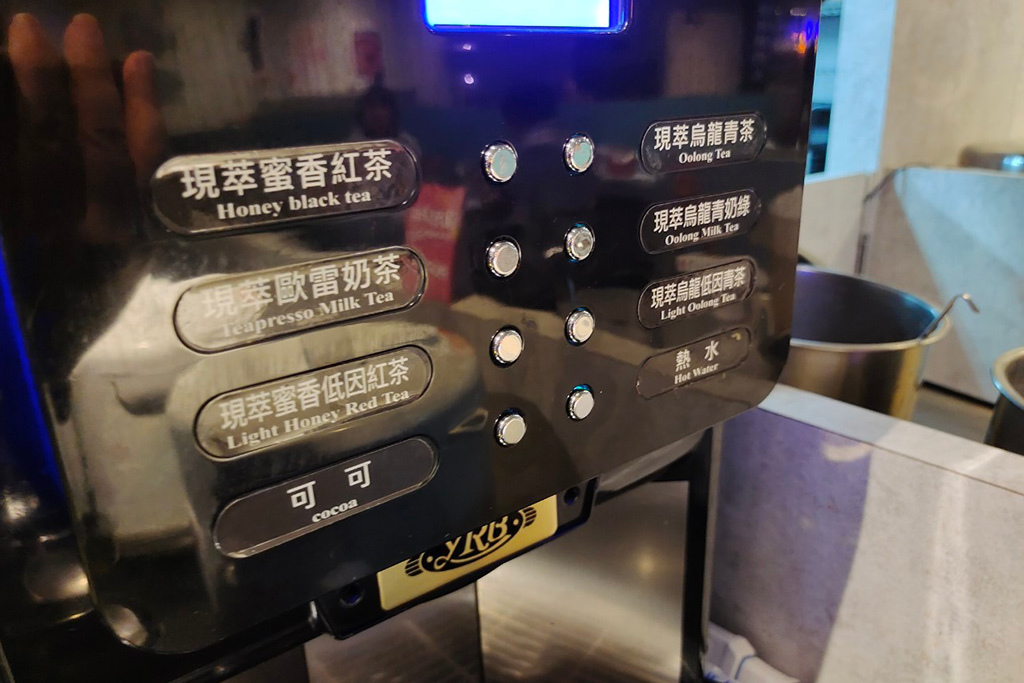 現萃蜜香紅茶
Honey black tea
現萃歐雷奶茶
Teapresso Milk Tea
現萃蜜香低因紅茶
Light Honey Red Tea
可 可
cocoa
現萃烏龍青茶
Oolong Tea
現萃烏龍青奶綠
Oolong Milk Tea
現萃烏龍低因青茶
Light Oolong Tea
熱 水
Hot Water
YRB